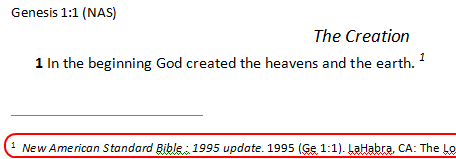 Genesis 1:1 (NAS)
The Creation
1 In the beginning God created the heavens and the earth. 1
1 New American Standard Bible : 1995 update. 1995 (Ge 1:1). LaHabra, CA: The Lo